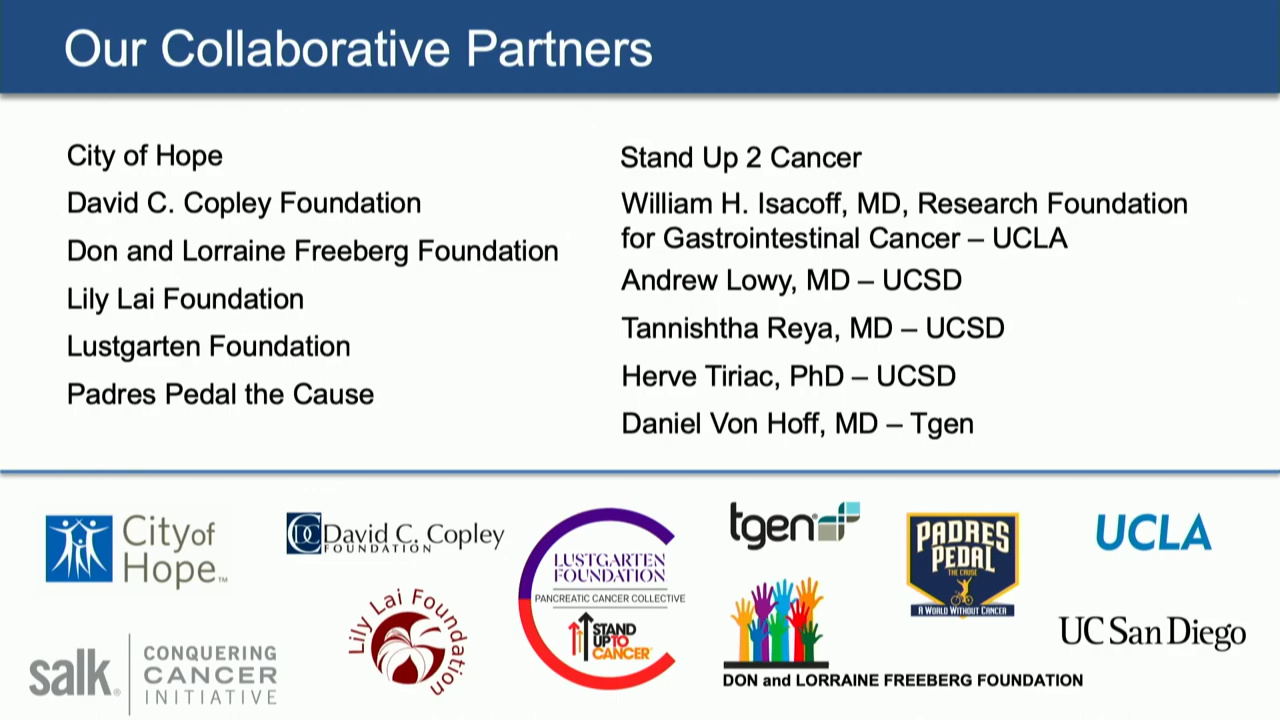 Our Collaborative Partners
City of Hope
David C. Copley Foundation
Don and Lorraine Freeberg Foundation
Lily Lai Foundation
Lustgarten Foundation
Padres Pedal the Cause
Stand Up 2 Cancer
William H. Isacoff, MD, Research Foundation
for Gastrointestinal Cancer – UCLA
Andrew Lowy, MD – UCSD
Tannishtha Reya, MD – UCSD
Herve Tiriac, PhD – UCSD
Daniel Von Hoff, MD – Tgen
City of
Hope™
CDC
David C. Copley
FOUNDATION
LUSTGARTEN
FOUNDATION
PANCREATIC CANCER COLLECTIVE
STAND
UP TO
CANCER
tgen
PADRES
PEDAL
THE CAUSE
A WORLD WITHOUT CANCER
UCLA
salk®
CONQUERING
CANCER
INITIATIVE
Lily Lai Foundation
DON and LORRAINE FREEBERG FOUNDATION
UC San Diego